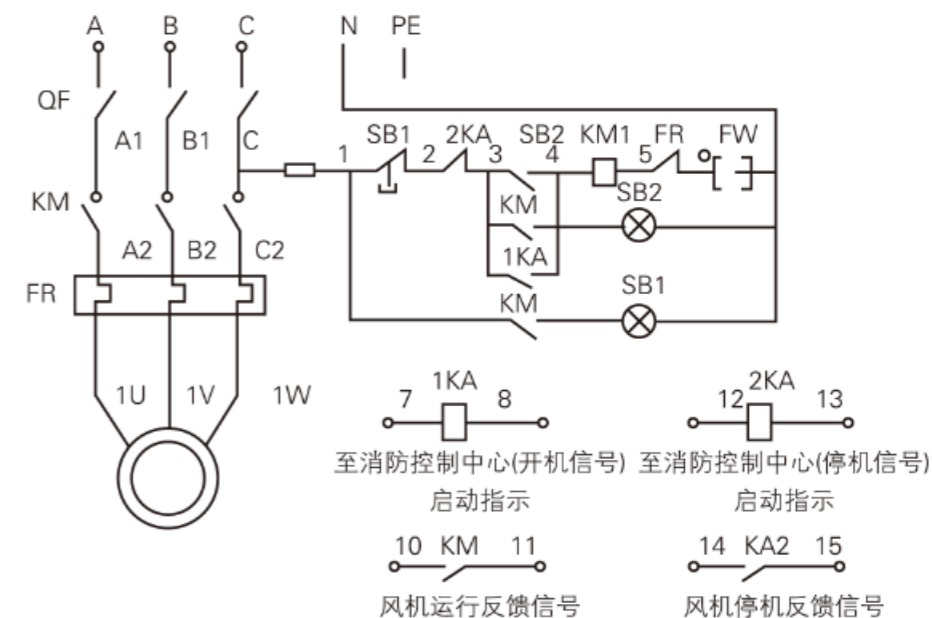 A B C N PE
QF
SB1 2KA SB2 KM1 FR FW
A1 B1 C 1 2 3 4 5
KM KM SB2
A2 B2 C2 1KA
FR KM SB1
1U 1V 1W
1KA 2KA
7 8 12 13
至消防控制中心(开机信号) 至消防控制中心(停机信号)
启动指示 启动指示
10 KM 11 14 KA2 15
风机运行反馈信号 风机停机反馈信号